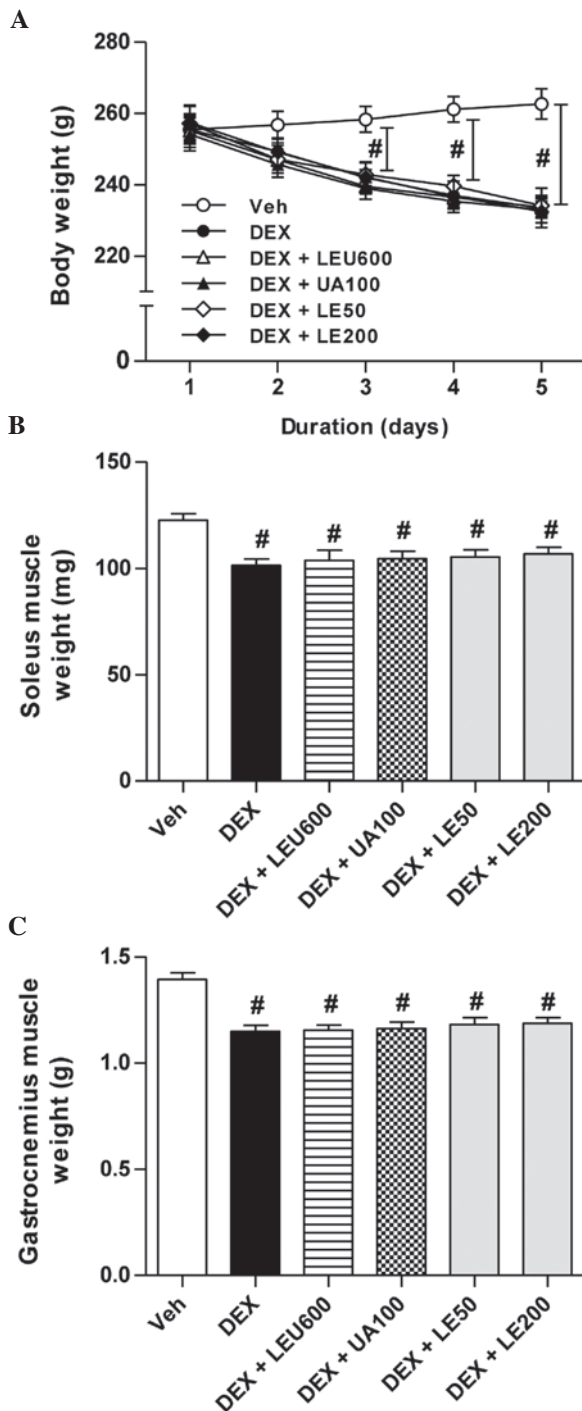 A
Body weight (g)
280
260
240
220
0
# # #
Veh
DEX
DEX + LEU600
DEX + UA100
DEX + LE50
DEX + LE200
1 2 3 4 5
Duration (days)
B
Soleus muscle
weight (mg)
150
100
50
0
# # # # #
Veh
DEX
DEX + LEU600
DEX + UA100
DEX + LE50
DEX + LE200
C
Gastrocnemius muscle
weight (g)
1.5
1.0
0.5
0.0
# # # # #
Veh
DEX
DEX + LEU600
DEX + UA100
DEX + LE50
DEX + LE200